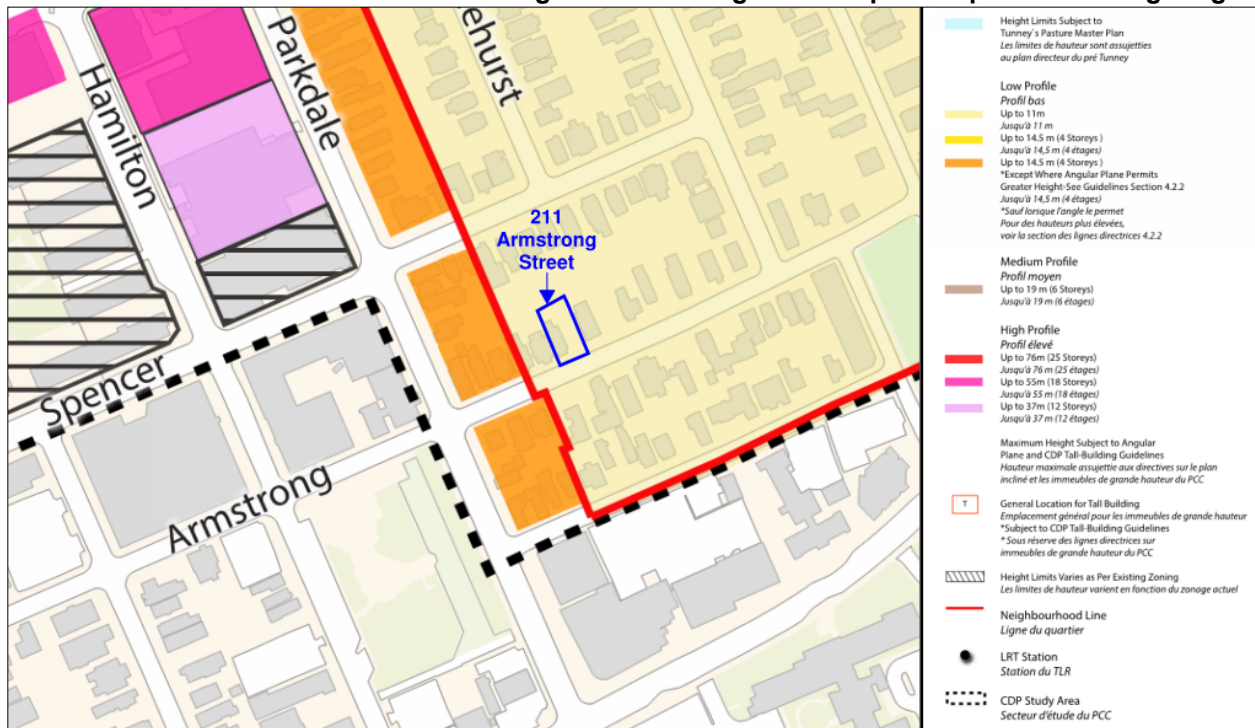 Hamilton
Parkdale
ehurst
211
Armstrong
Street
Spencer
Armstrong
Height Limits Subject to
Tunney's Pasture Master Plan
Les limites de hauteur sont assujetties
au plan directeur du pré Tunney
Low Profile
Profil bas
Up to 11m
Jusqu'à 11 m
Up to 14.5 m (4 Storeys )
Jusqu'à 14,5 m (4 étages)
Up to 14.5 m (4 Storeys )
*Except Where Angular Plane Permits
Greater Height-See Guidelines Section 4.2.2
Jusqu'à 14,5 m (4 étages)
*Sauf lorsque l'angle le permet
Pour des hauteurs plus élevées,
voir la section des lignes directrices 4.2.2
Medium Profile
Profil moyen
Up to 19 m (6 Storeys)
Jusqu'à 19 m (6 étages)
High Profile
Profil élevé
Up to 76m (25 Storeys)
Jusqu'à 76 m (25 étages)
Up to 55m (18 Storeys)
Jusqu'à 55 m (18 étages)
Up to 37m (12 Storeys)
Jusqu'à 37 m (12 étages)
Maximum Height Subject to Angular
Plane and CDP Tall-Building Guidelines
Hauteur maximale assujettie aux directives sur le plan
incliné et les immeubles de grande hauteur du PCC
T
General Location for Tall Building
Emplacement général pour les immeubles de grande hauteur
*Subject to CDP Tall-Building Guidelines
* Sous réserve des lignes directrices sur
immeubles de grande hauteur du PCC
Height Limits Varies as Per Existing Zoning
Les limites de hauteur varient en fonction du zonage actuel
Neighbourhood Line
Ligne du quartier
LRT Station
Station du TLR
CDP Study Area
Secteur d'étude du PCC